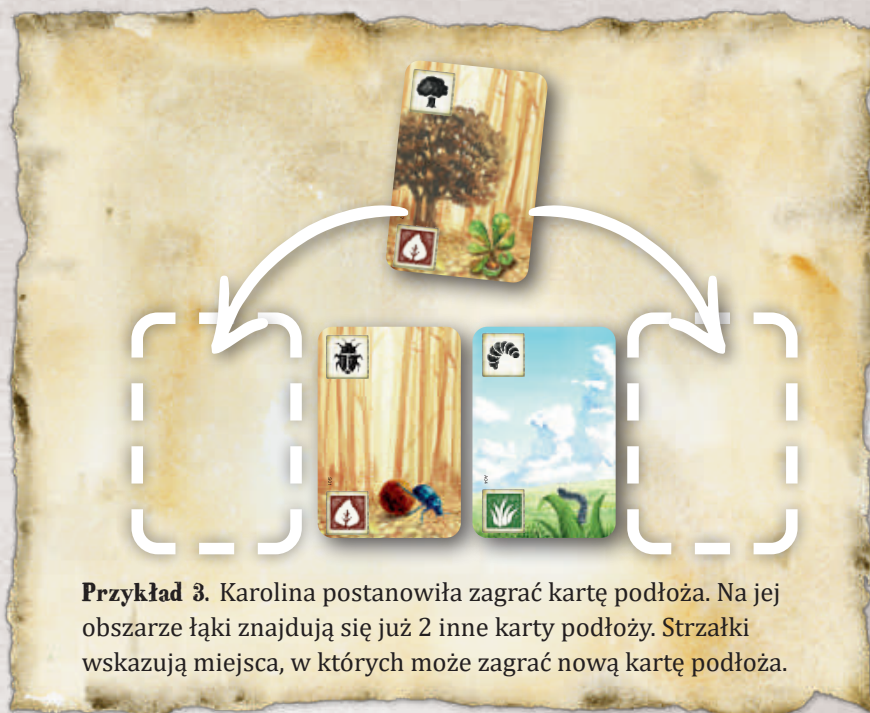 Przykład 3. Karolina postanowiła zagrać kartę podłoża. Na jej
obszarze łąki znajdują się już 2 inne karty podłoży. Strzałki
wskazują miejsca, w których może zagrać nową kartę podłoża.